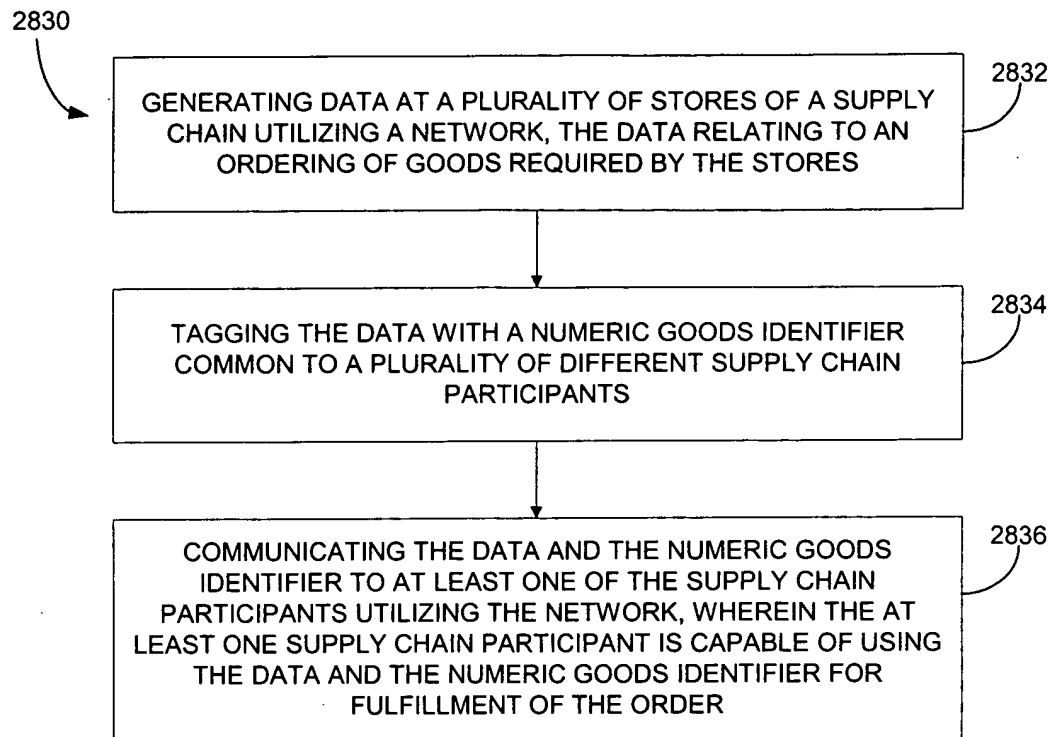 2830
2832
GENERATING DATA AT A PLURALITY OF STORES OF A SUPPLY
CHAIN UTILIZING A NETWORK, THE DATA RELATING TO AN
ORDERING OF GOODS REQUIRED BY THE STORES
2834
TAGGING THE DATA WITH A NUMERIC GOODS IDENTIFIER
COMMON TO A PLURALITY OF DIFFERENT SUPPLY CHAIN
PARTICIPANTS
2836
COMMUNICATING THE DATA AND THE NUMERIC GOODS
IDENTIFIER TO AT LEAST ONE OF THE SUPPLY CHAIN
PARTICIPANTS UTILIZING THE NETWORK, WHEREIN THE AT
LEAST ONE SUPPLY CHAIN PARTICIPANT IS CAPABLE OF USING
THE DATA AND THE NUMERIC GOODS IDENTIFIER FOR
FULFILLMENT OF THE ORDER